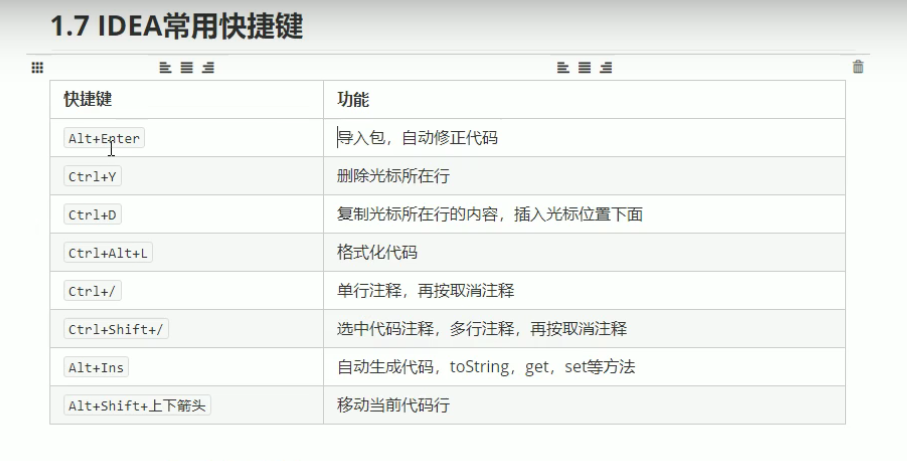 1.7 IDEA常用快捷键
快捷键 功能
Alt+Enter 导入包，自动修正代码
Ctrl+Y 删除光标所在行
Ctrl+D 复制光标所在行的内容，插入光标位置下面
Ctrl+Alt+L 格式化代码
Ctrl+/ 单行注释，再按取消注释
Ctrl+Shift+/ 选中代码注释，多行注释，再按取消注释
Alt+Ins 自动生成代码，toString，get，set等方法
Alt+Shift+上下箭头 移动当前代码行